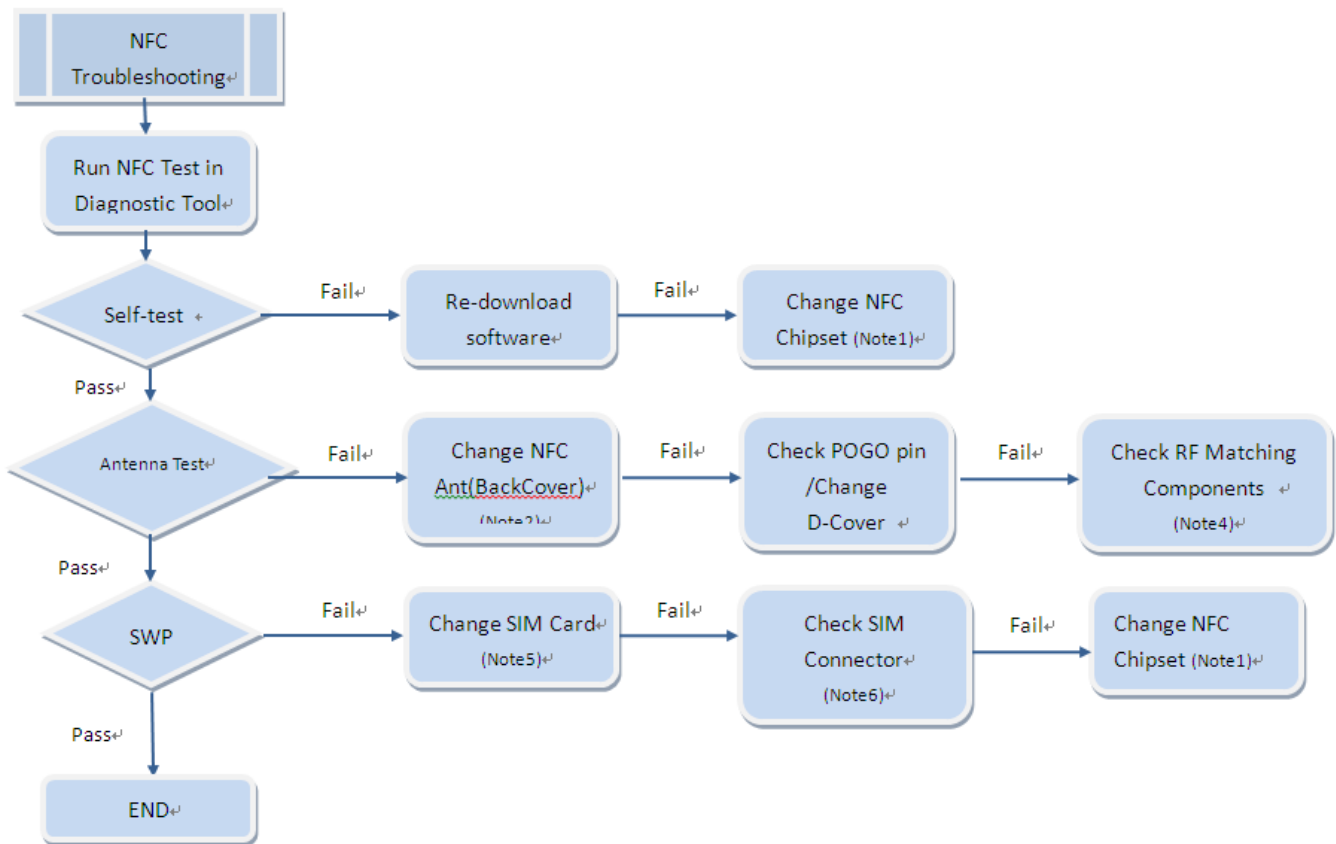 NFC
Troubleshooting↵
Run NFC Test in
Diagnostic Tool↵
Self-test ↵
Fail↵
Re-download
software↵
Fail↵
Change NFC
Chipset (Note1)↵
Pass↵
Antenna Test↵
Fail↵
Change NFC
Ant(BackCover)↵
(Note2)↵
Fail↵
Check POGO pin
/Change
D-Cover ↵
Fail↵
Check RF Matching
Components ↵
(Note4)↵
Pass↵
SWP
Fail↵
Change SIM Card↵
(Note5)↵
Fail↵
Check SIM
Connector↵
(Note6)↵
Fail↵
Change NFC
Chipset (Note1)↵
Pass↵
END↵